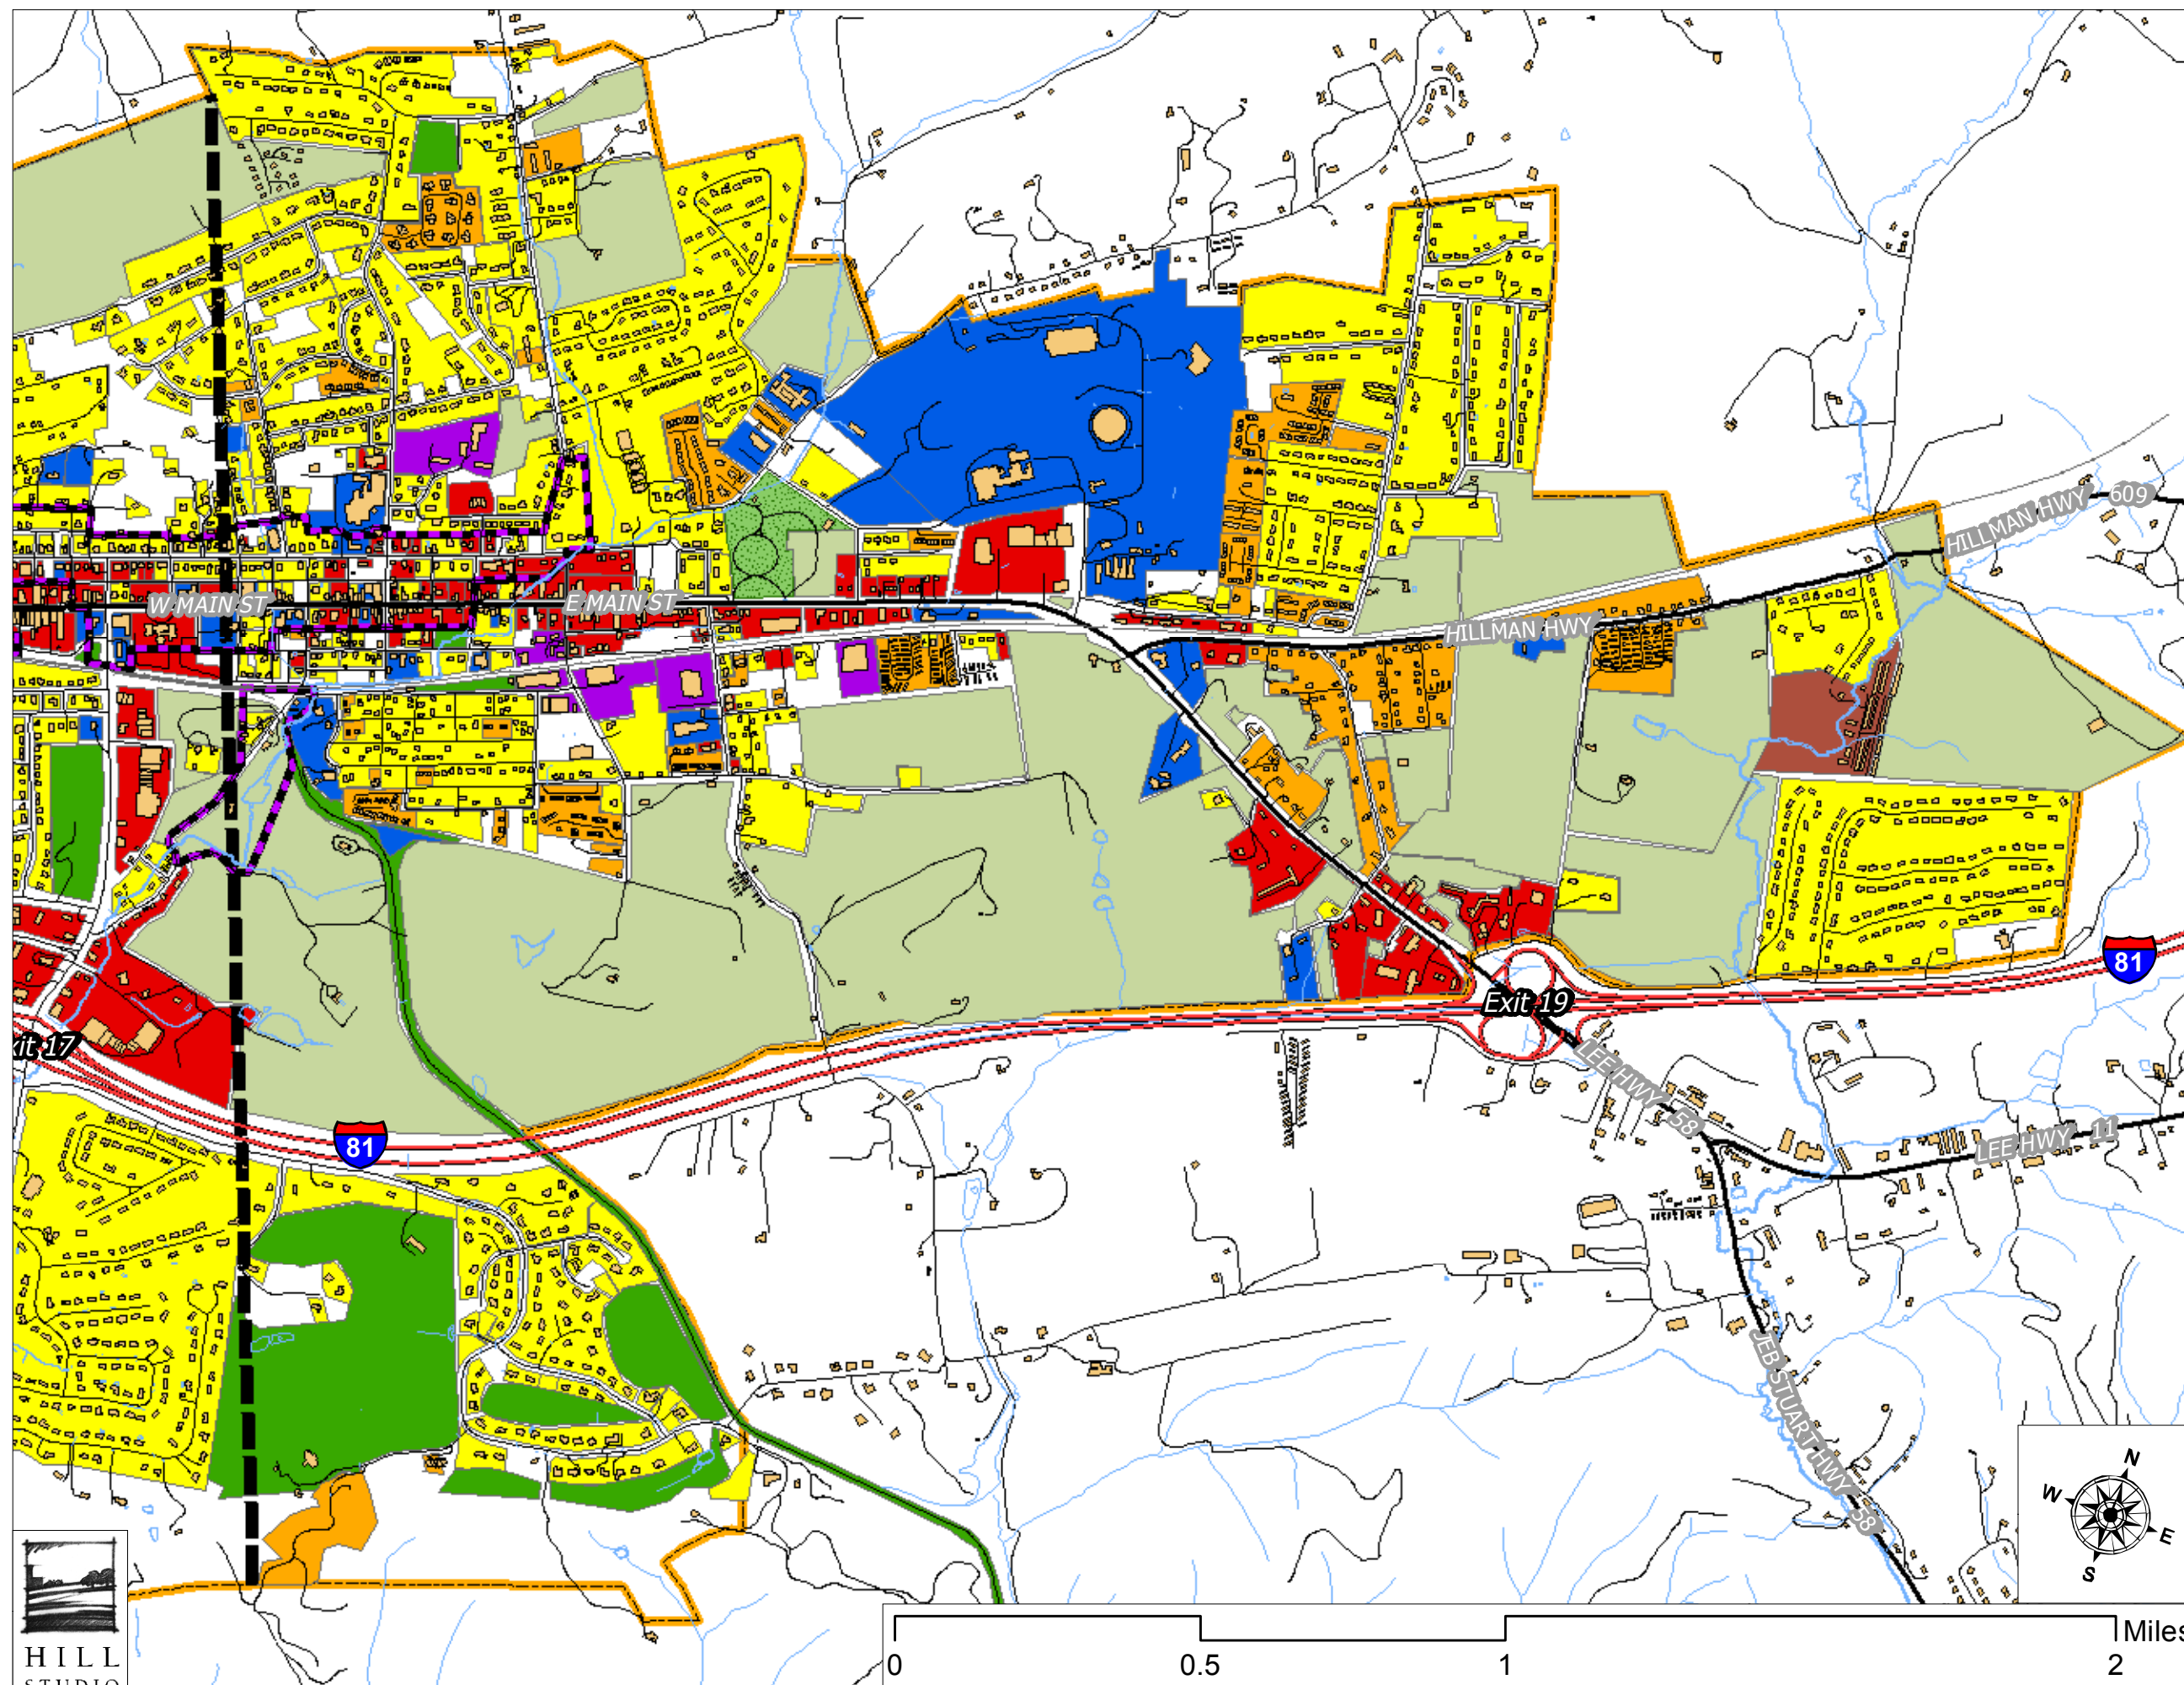 HILLMAN HWY 609
W MAIN ST
E MAIN ST
HILLMAN HWY
81
Exit 19
xit 17
LEE HWY 58
81
LEE HWY 11
JEB STUART HWY 58
N
W
E
S
HILL
STUDIO
Miles
0
0.5
1
2